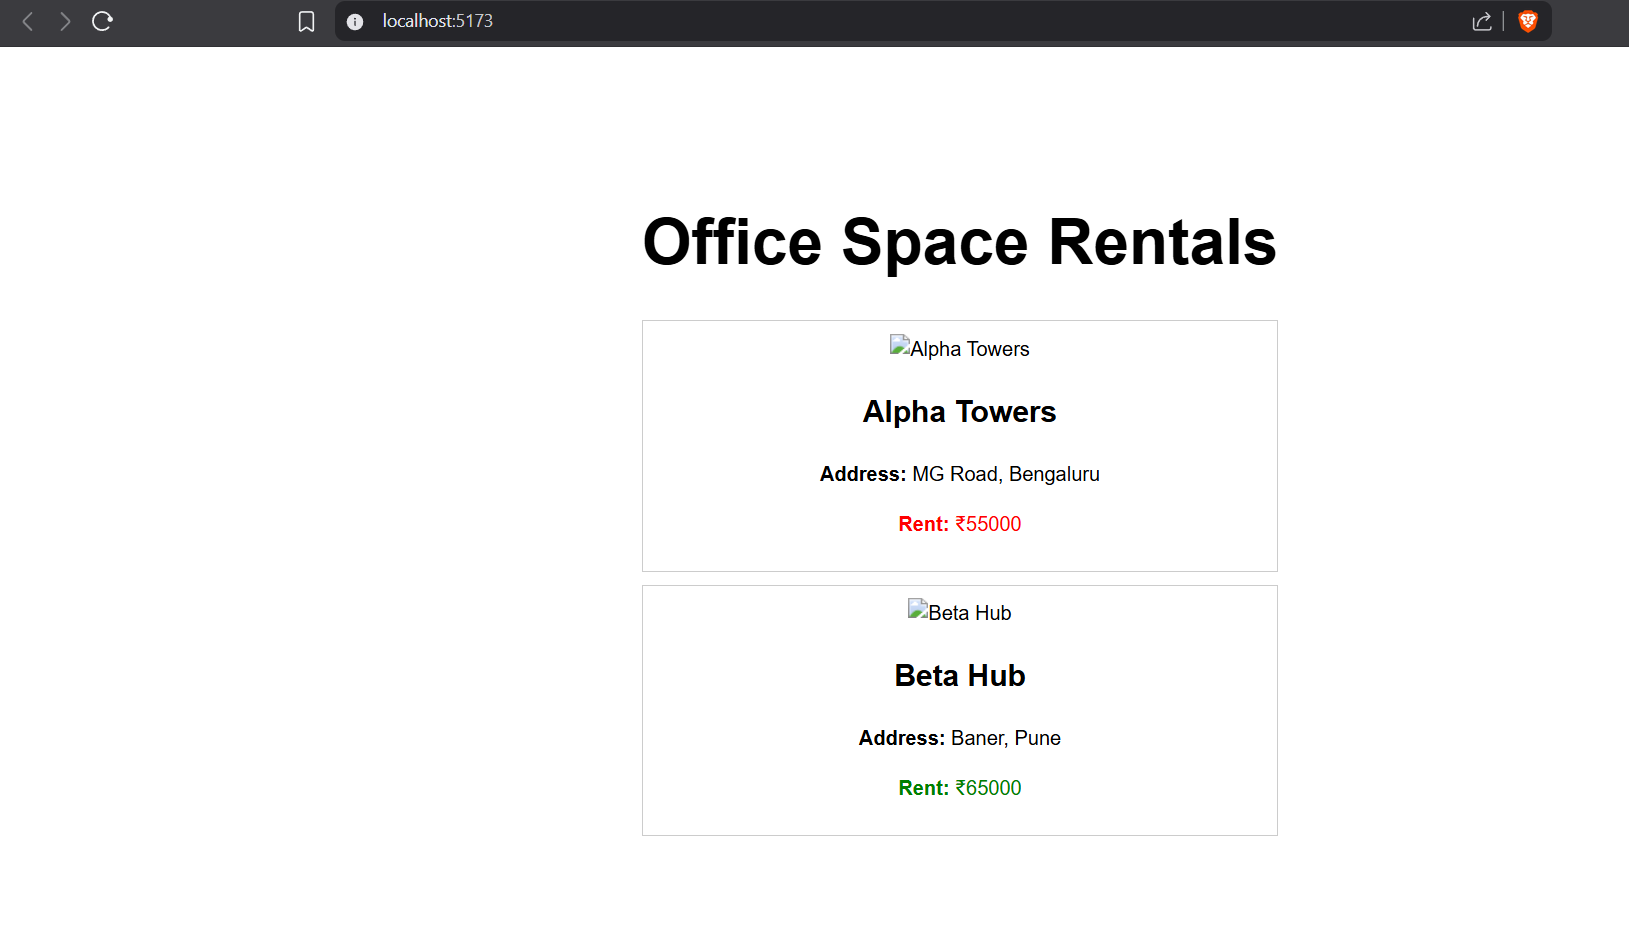 localhost:5173
Office Space Rentals
Alpha Towers
Alpha Towers
Address: MG Road, Bengaluru
Rent: ₹55000
Beta Hub
Beta Hub
Address: Baner, Pune
Rent: ₹65000